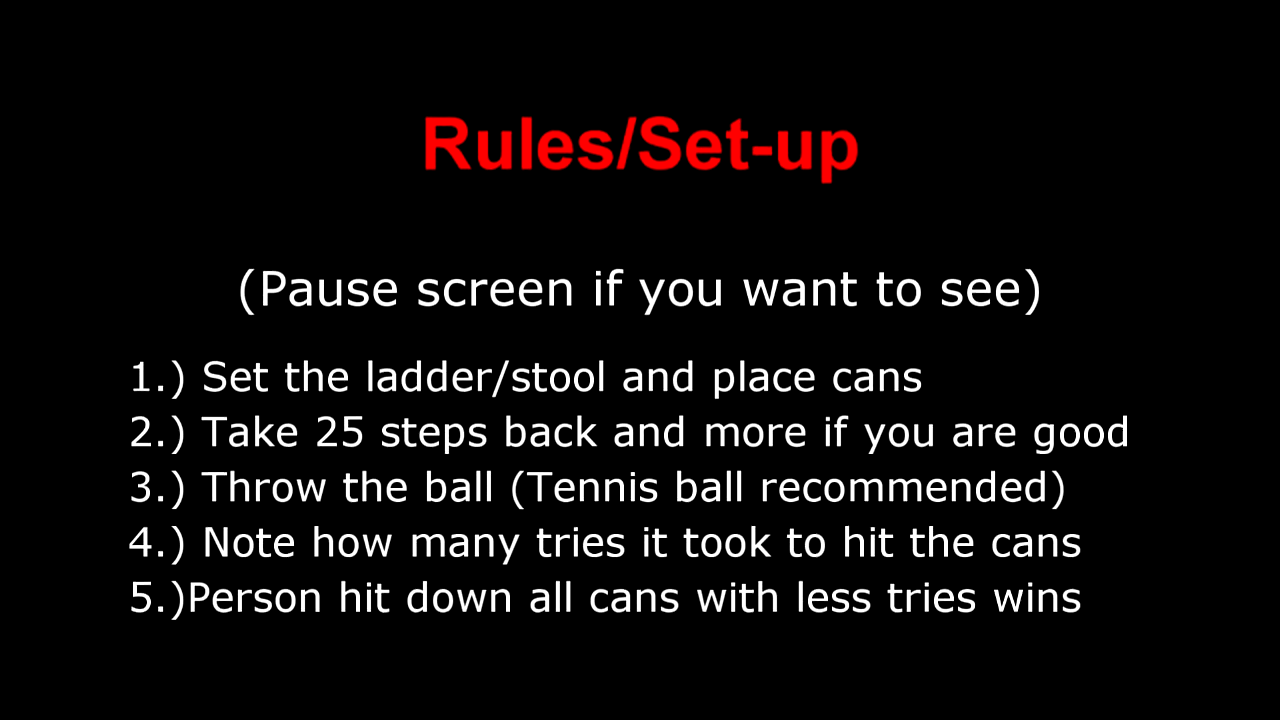 Rules/Set-up
(Pause screen if you want to see)
1.) Set the ladder/stool and place cans
2.) Take 25 steps back and more if you are good
3.) Throw the ball (Tennis ball recommended)
4.) Note how many tries it took to hit the cans
5.)Person hit down all cans with less tries wins